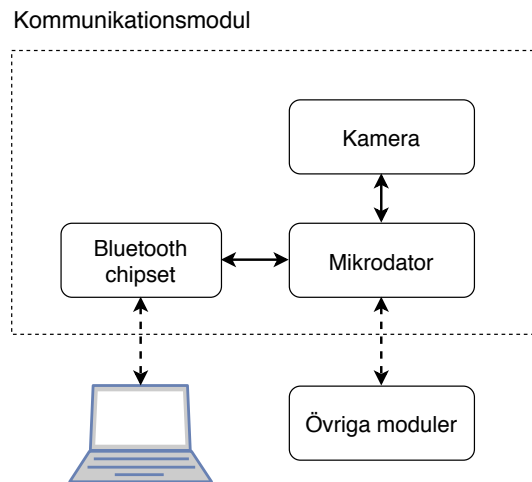 Kommunikationsmodul
Kamera
Bluetooth
chipset
Mikrodator
Övriga moduler